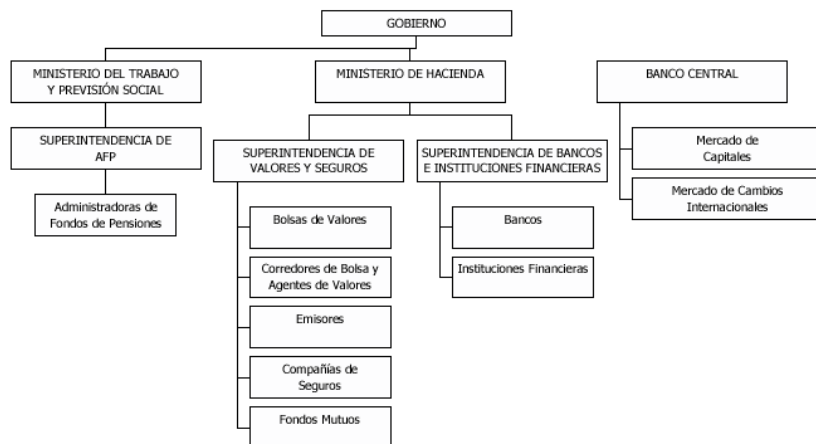 GOBIERNO
MINISTERIO DEL TRABAJO
Y PREVISIÓN SOCIAL
MINISTERIO DE HACIENDA
BANCO CENTRAL
SUPERINTENDENCIA DE
AFP
SUPERINTENDENCIA DE
VALORES Y SEGUROS
SUPERINTENDENCIA DE BANCOS
E INSTITUCIONES FINANCIERAS
Mercado de
Capitales
Mercado de Cambios
Internacionales
Administradoras de
Fondos de Pensiones
Bolsas de Valores
Bancos
Corredores de Bolsa y
Agentes de Valores
Instituciones Financieras
Emisores
Compañías de
Seguros
Fondos Mutuos